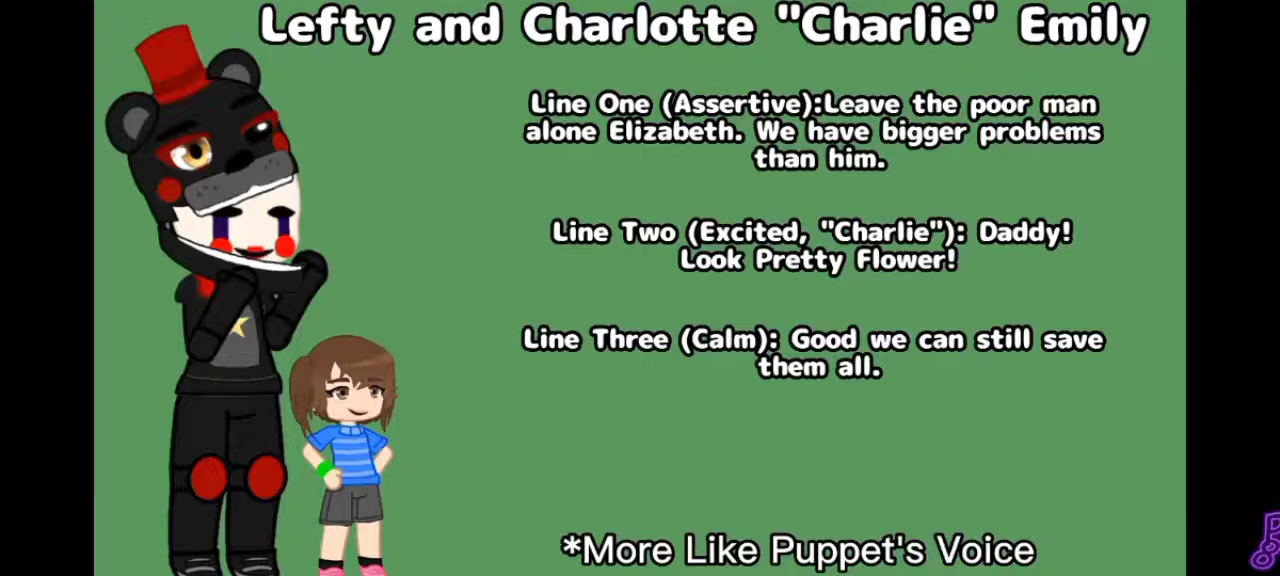 Lefty and Charlotte "Charlie" Emily
Line One (Assertive):Leave the poor man
alone Elizabeth. We have bigger problems
than him.
Line Two (Excited, "Charlie"): Daddy!
Look Pretty Flower!
Line Three (Calm): Good we can still save
them all.
*More Like Puppet's Voice